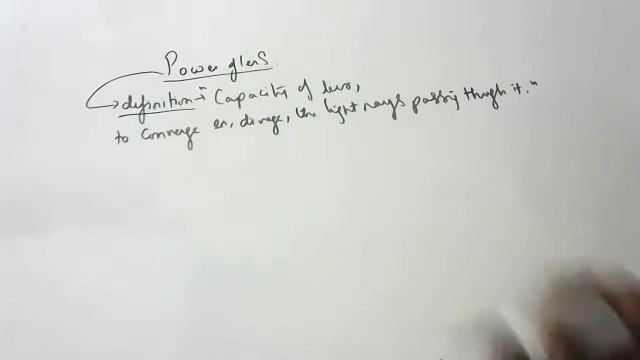 Power of lens
definition → " Capacity of lens,
to converge or, diverge, the light rays passing through it. "